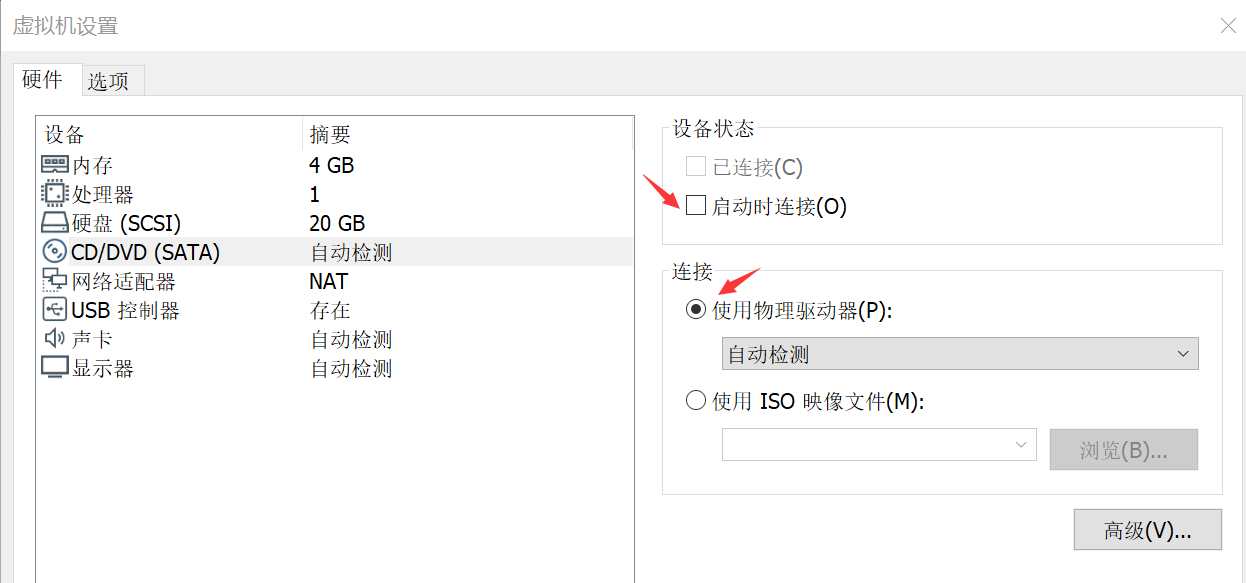 虚拟机设置
硬件 选项
设备 摘要
内存 4 GB
处理器 1
硬盘 (SCSI) 20 GB
CD/DVD (SATA) 自动检测
网络适配器 NAT
USB 控制器 存在
声卡 自动检测
显示器 自动检测
设备状态
已连接(C)
启动时连接(O)
连接
使用物理驱动器(P):
自动检测
使用 ISO 映像文件(M):
浏览(B)...
高级(V)...